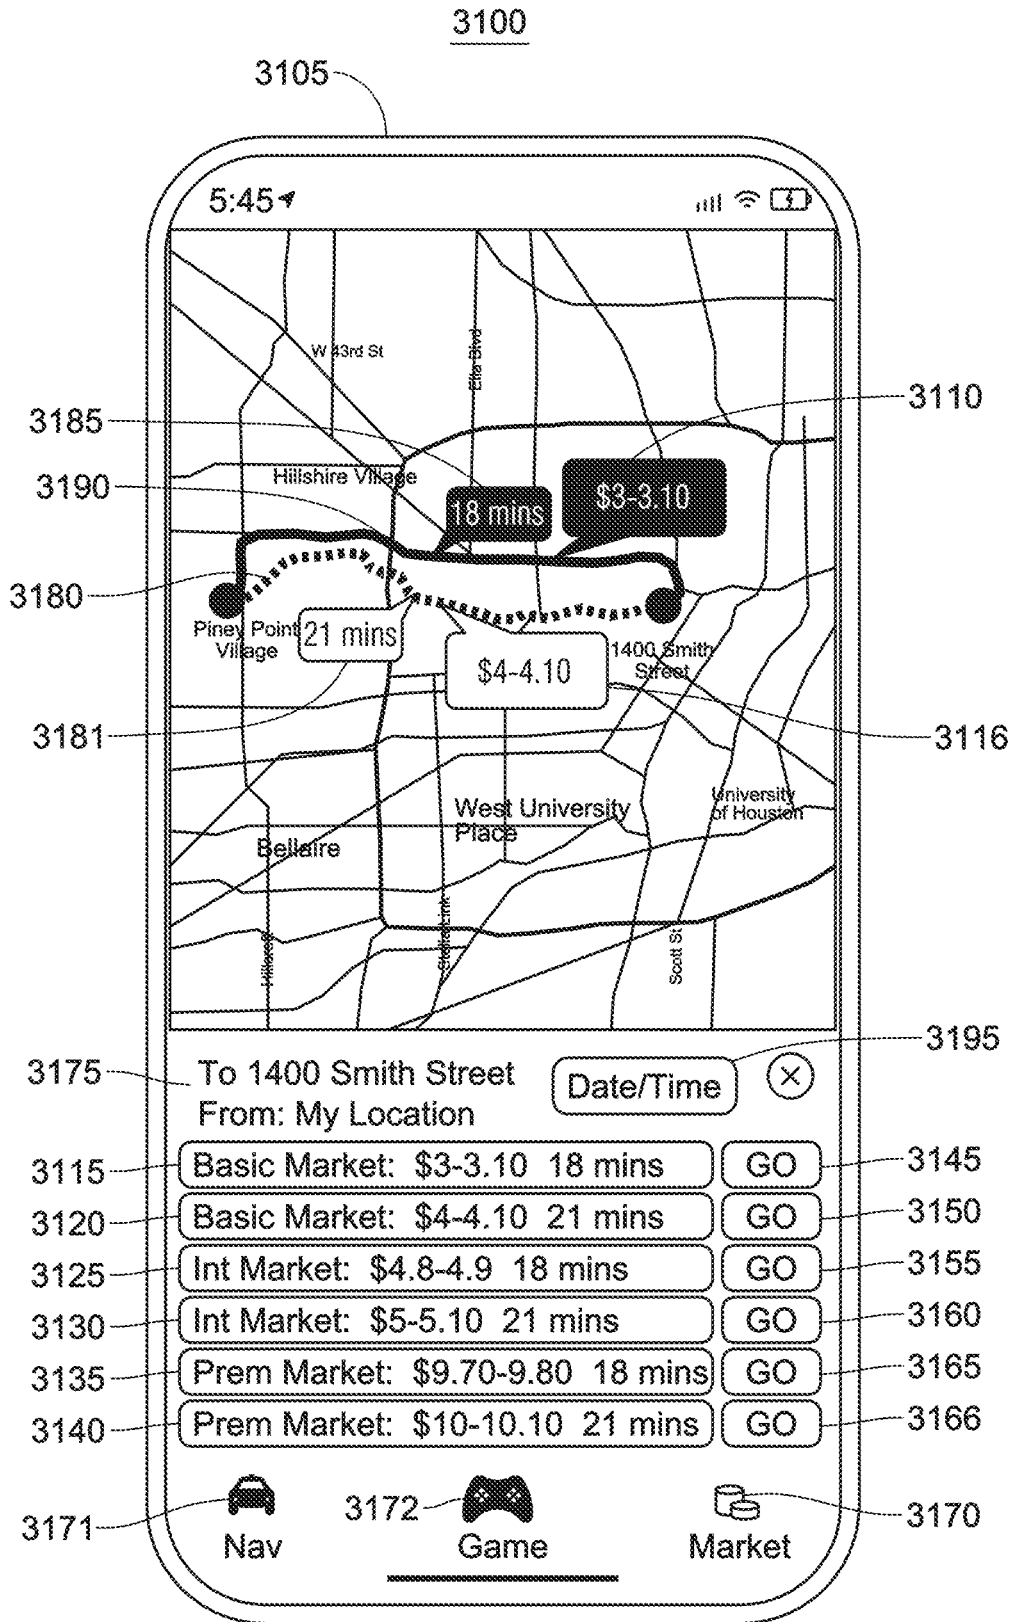 3100
3105
5:45
W 43rd St
Ella Blvd
3185
3110
3190
Hillshire Village
18 mins
$3-3.10
3180
Piney Point
Village
21 mins
$4-4.10
1400 Smith
Street
3181
3116
West University
Place
University
of Houston
Bellaire
Hillcroft
Stella Link
Scott St
3195
3175
To 1400 Smith Street
From: My Location
Date/Time
3115
Basic Market: $3-3.10 18 mins
GO
3145
3120
Basic Market: $4-4.10 21 mins
GO
3150
3125
Int Market: $4.8-4.9 18 mins
GO
3155
3130
Int Market: $5-5.10 21 mins
GO
3160
3135
Prem Market: $9.70-9.80 18 mins
GO
3165
3140
Prem Market: $10-10.10 21 mins
GO
3166
3171
3172
3170
Nav
Game
Market